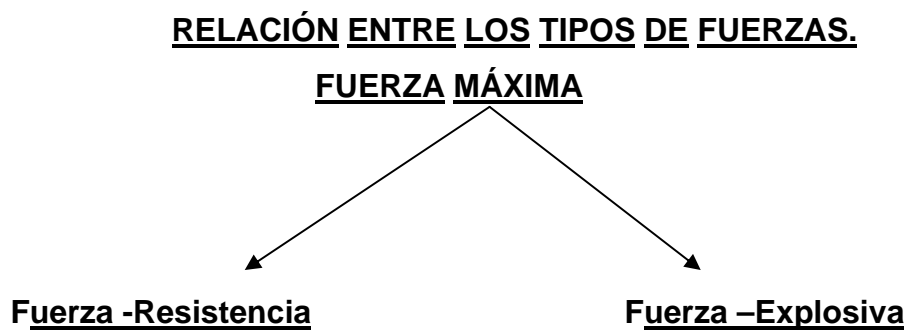 RELACIÓN ENTRE LOS TIPOS DE FUERZAS.
FUERZA MÁXIMA
Fuerza -Resistencia
Fuerza –Explosiva